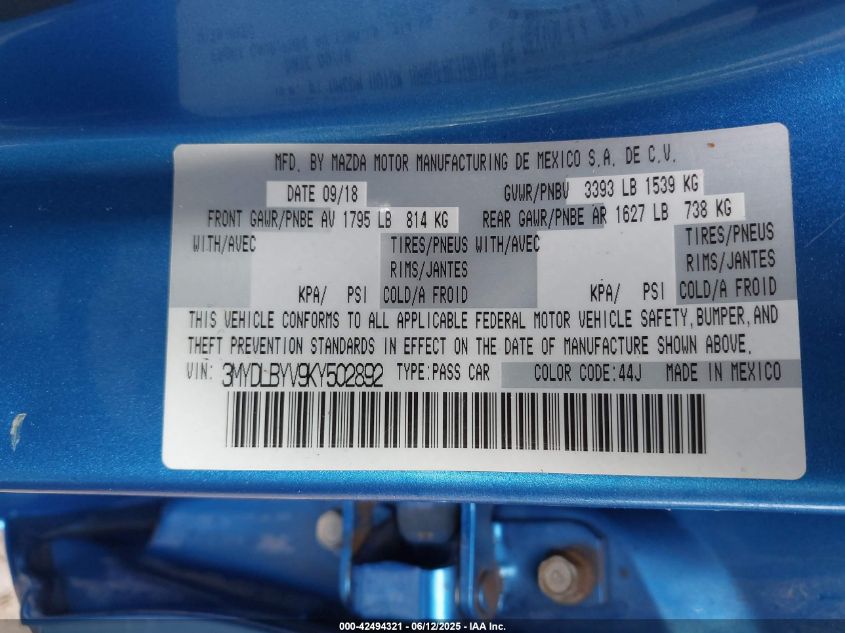 MFD. BY MAZDA MOTOR MANUFACTURING DE MEXICO S.A. DE C.V.
DATE 09/18 GVWR/PNBV 3393 LB 1539 KG
FRONT GAWR/PNBE AV 1795 LB 814 KG REAR GAWR/PNBE AR 1627 LB 738 KG
WITH/AVEC TIRES/PNEUS WITH/AVEC TIRES/PNEUS
RIMS/JANTES RIMS/JANTES
KPA/ PSI COLD/A FROID KPA/ PSI COLD/A FROID
THIS VEHICLE CONFORMS TO ALL APPLICABLE FEDERAL MOTOR VEHICLE SAFETY, BUMPER, AND
THEFT PREVENTION STANDARDS IN EFFECT ON THE DATE OF MANUFACTURE SHOWN ABOVE.
VIN: 3MYDLBYV9KY502892 TYPE:PASS CAR COLOR CODE:44J MADE IN MEXICO
000-42494321 - 06/12/2025 - IAA Inc.